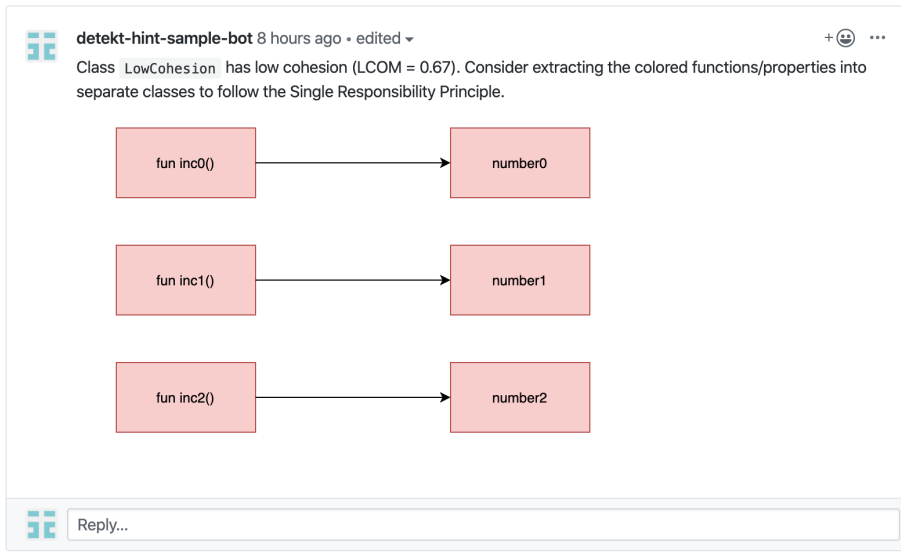 detekt-hint-sample-bot 8 hours ago • edited
Class LowCohesion has low cohesion (LCOM = 0.67). Consider extracting the colored functions/properties into
separate classes to follow the Single Responsibility Principle.
fun inc0() number0
fun inc1() number1
fun inc2() number2
Reply...